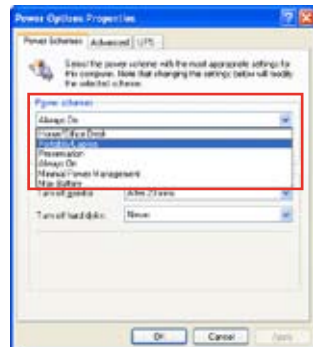 Power Options Properties
Power Schemes Advanced UPS
Select the power scheme with the most appropriate settings for
this computer. Note that changing the settings below will modify
the selected scheme.
Power schemes
Always On
Home/Office Desk
Portable/Laptop
Presentation
Always On
Minimal Power Management
Max Battery
Turn off monitor: After 20 mins
Turn off hard disks: Never
OK Cancel Apply